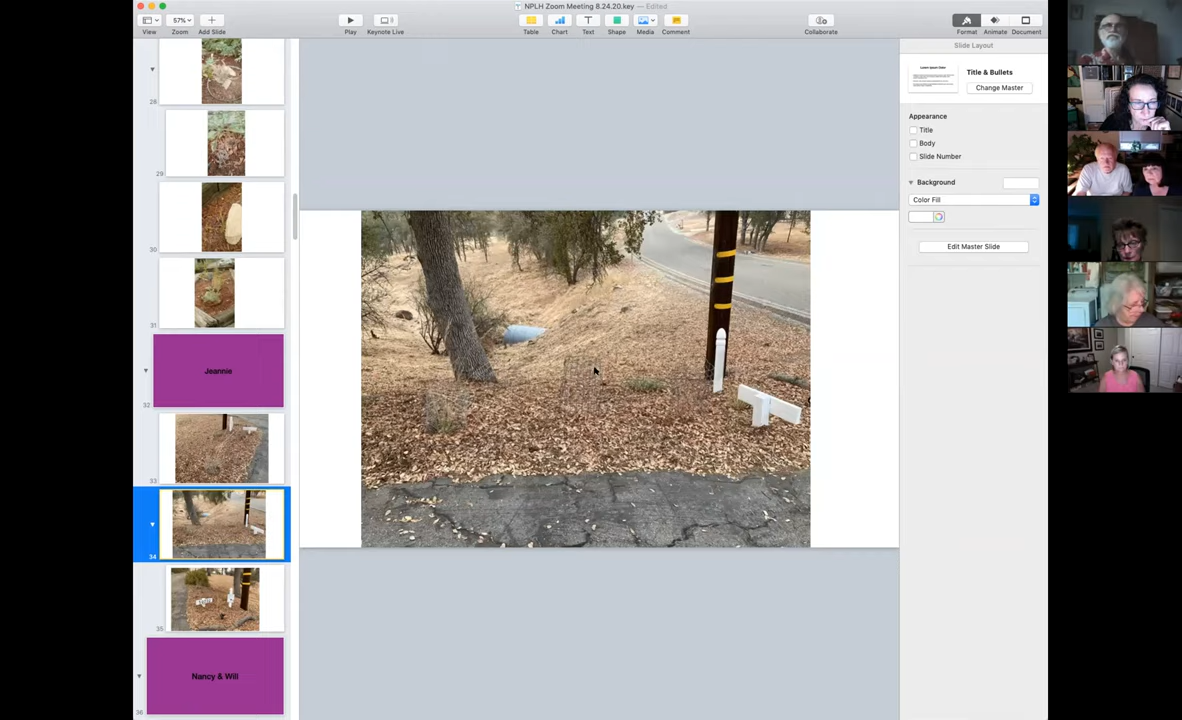 NPLH Zoom Meeting 8.24.20.key — Edited
57%
View
Zoom
Add Slide
Play
Keynote Live
Table
Chart
Text
Shape
Media
Comment
Collaborate
Format
Animate
Document
28
29
30
31
Jeannie
32
33
34
35
Nancy & Will
36
Slide Layout
Title & Bullets
Change Master
Appearance
Title
Body
Slide Number
Background
Color Fill
Edit Master Slide